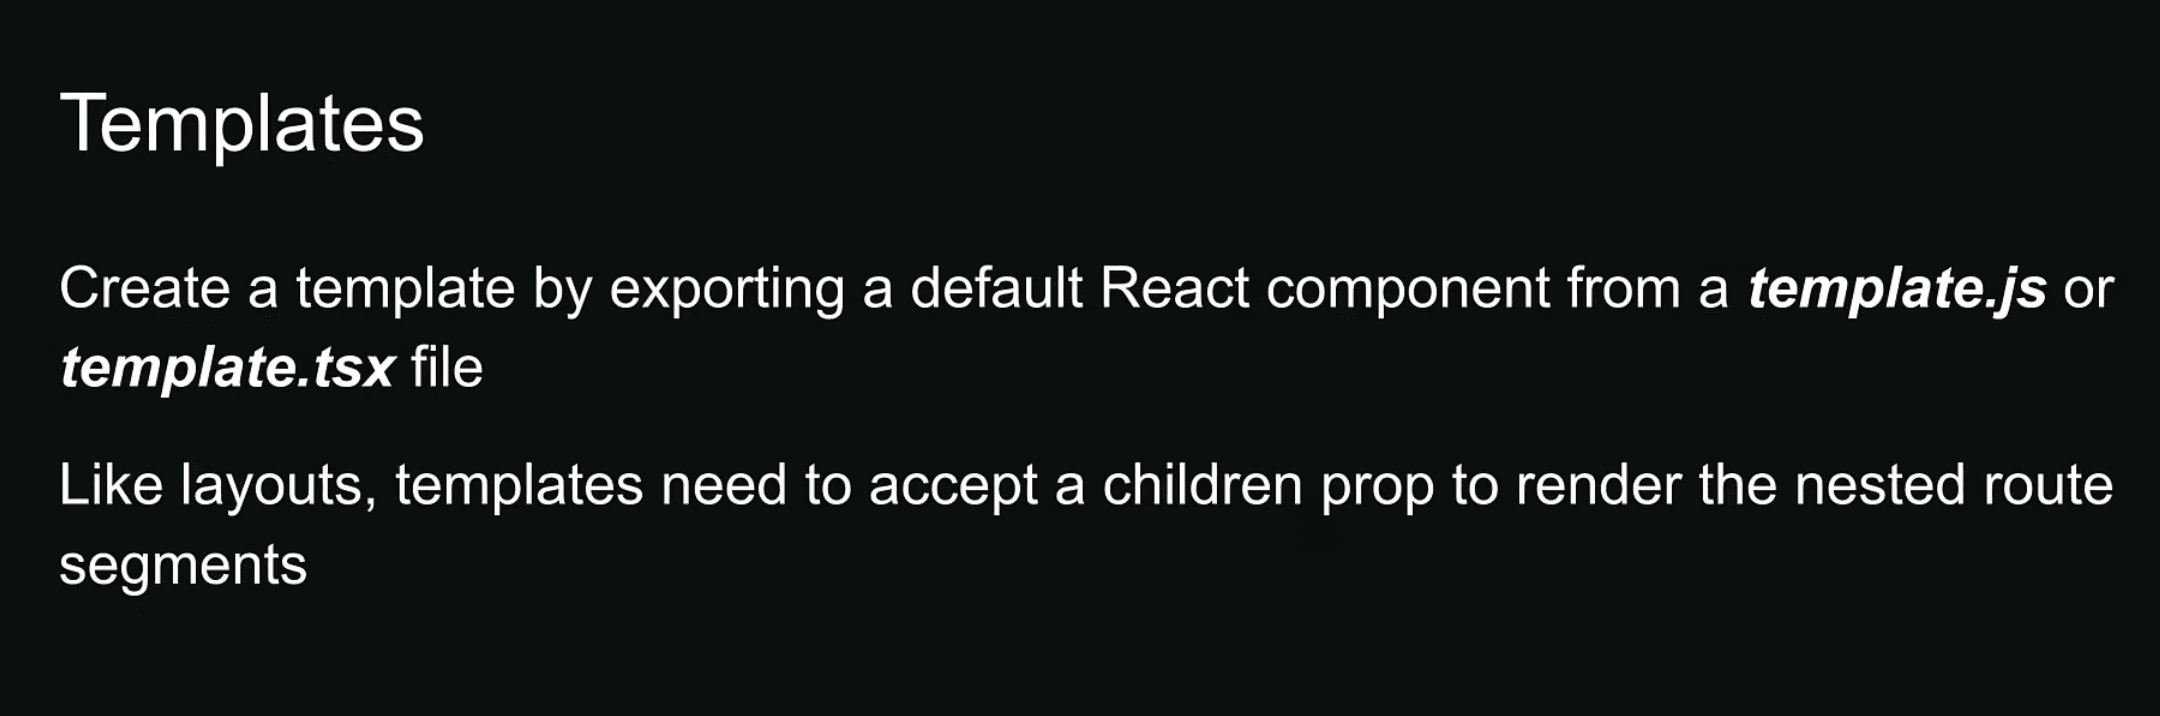 Templates
Create a template by exporting a default React component from a template.js or
template.tsx file
Like layouts, templates need to accept a children prop to render the nested route
segments